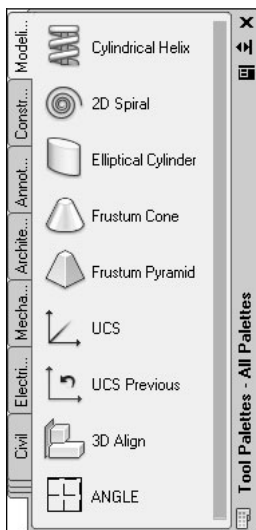 Modeli...
Constr...
Annot...
Archite...
Mecha...
Electri...
Civil
Cylindrical Helix
2D Spiral
Elliptical Cylinder
Frustum Cone
Frustum Pyramid
UCS
UCS Previous
3D Align
ANGLE
Tool Palettes - All Palettes